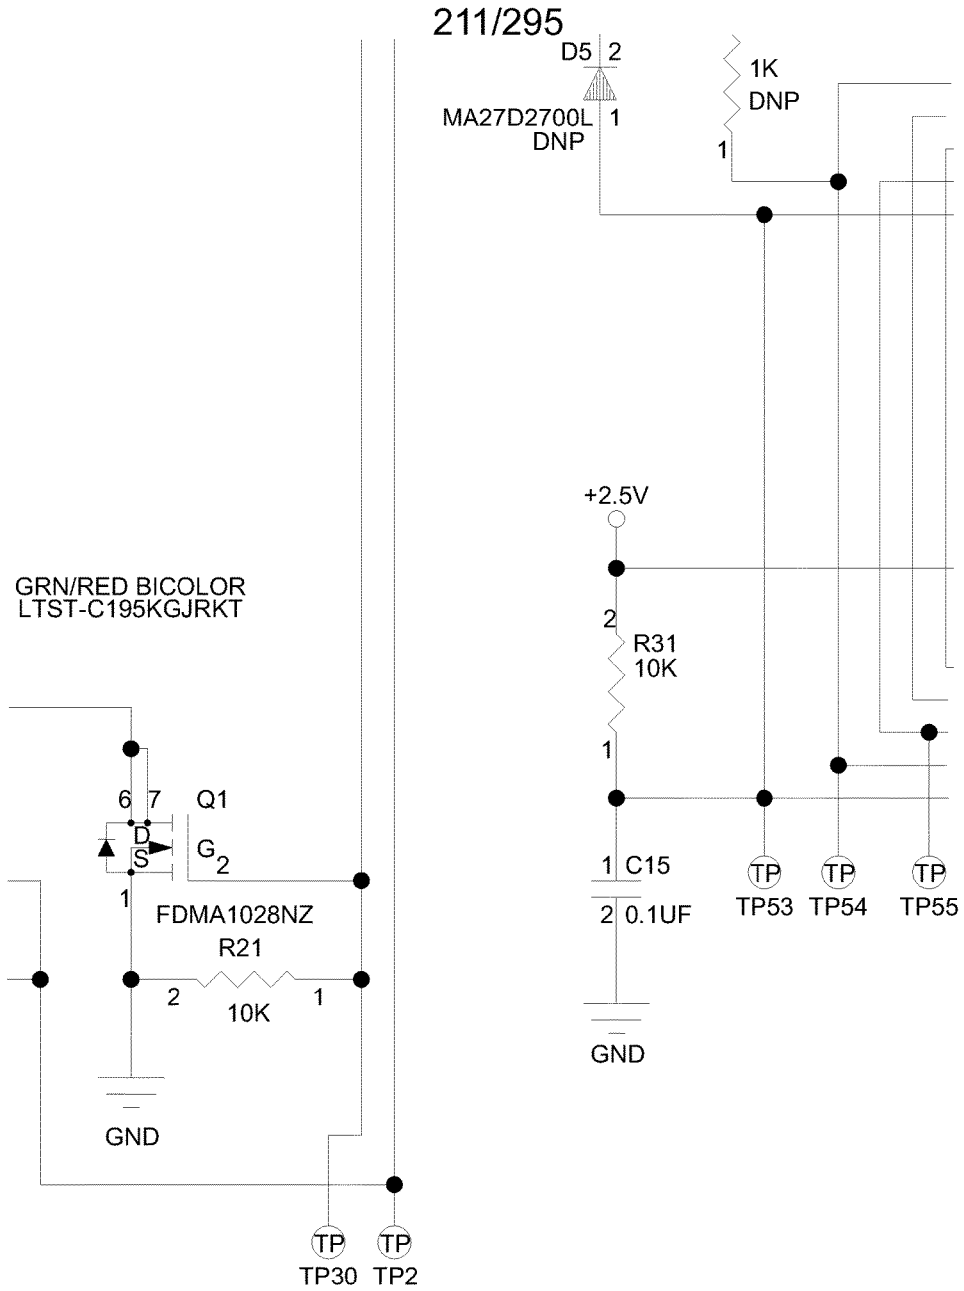 211/295
D5 2
1K
DNP
MA27D2700L 1
DNP
1
+2.5V
GRN/RED BICOLOR
LTST-C195KGJRKT
2
R31
10K
1
6 7 Q1
D
G
S
2
1
1 C15
FDMA1028NZ
2 0.1UF
R21
2 1
10K
TP TP TP
TP53 TP54 TP55
GND
GND
TP TP
TP30 TP2